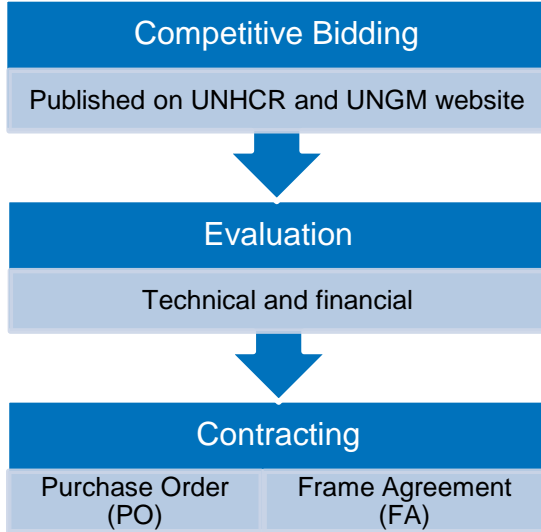 Competitive Bidding
Published on UNHCR and UNGM website
Evaluation
Technical and financial
Contracting
Purchase Order
(PO)
Frame Agreement
(FA)